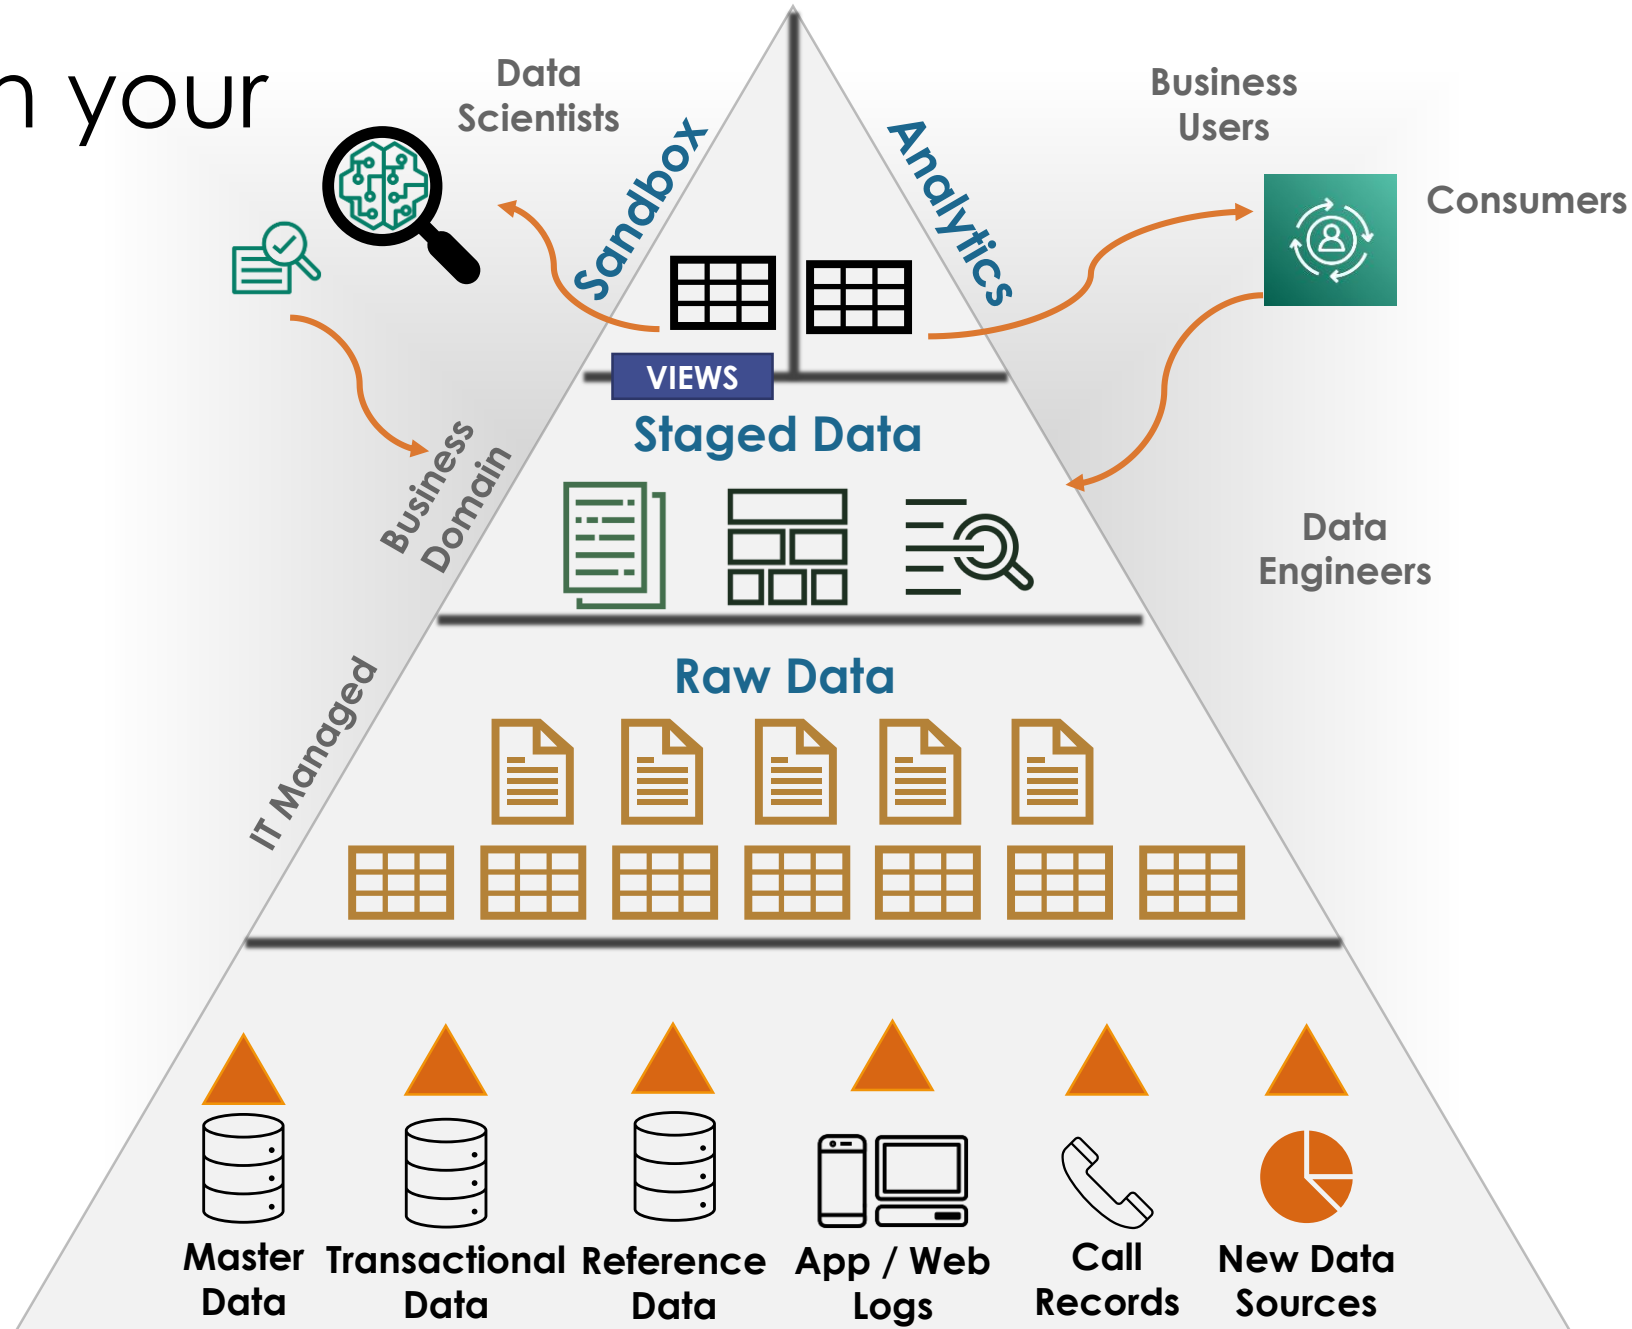 n your
Data
Scientists
Business
Users
Consumers
Sandbox
Analytics
VIEWS
Staged Data
Business
Domain
Data
Engineers
Raw Data
IT Managed
Master
Data
Transactional
Data
Reference
Data
App / Web
Logs
Call
Records
New Data
Sources